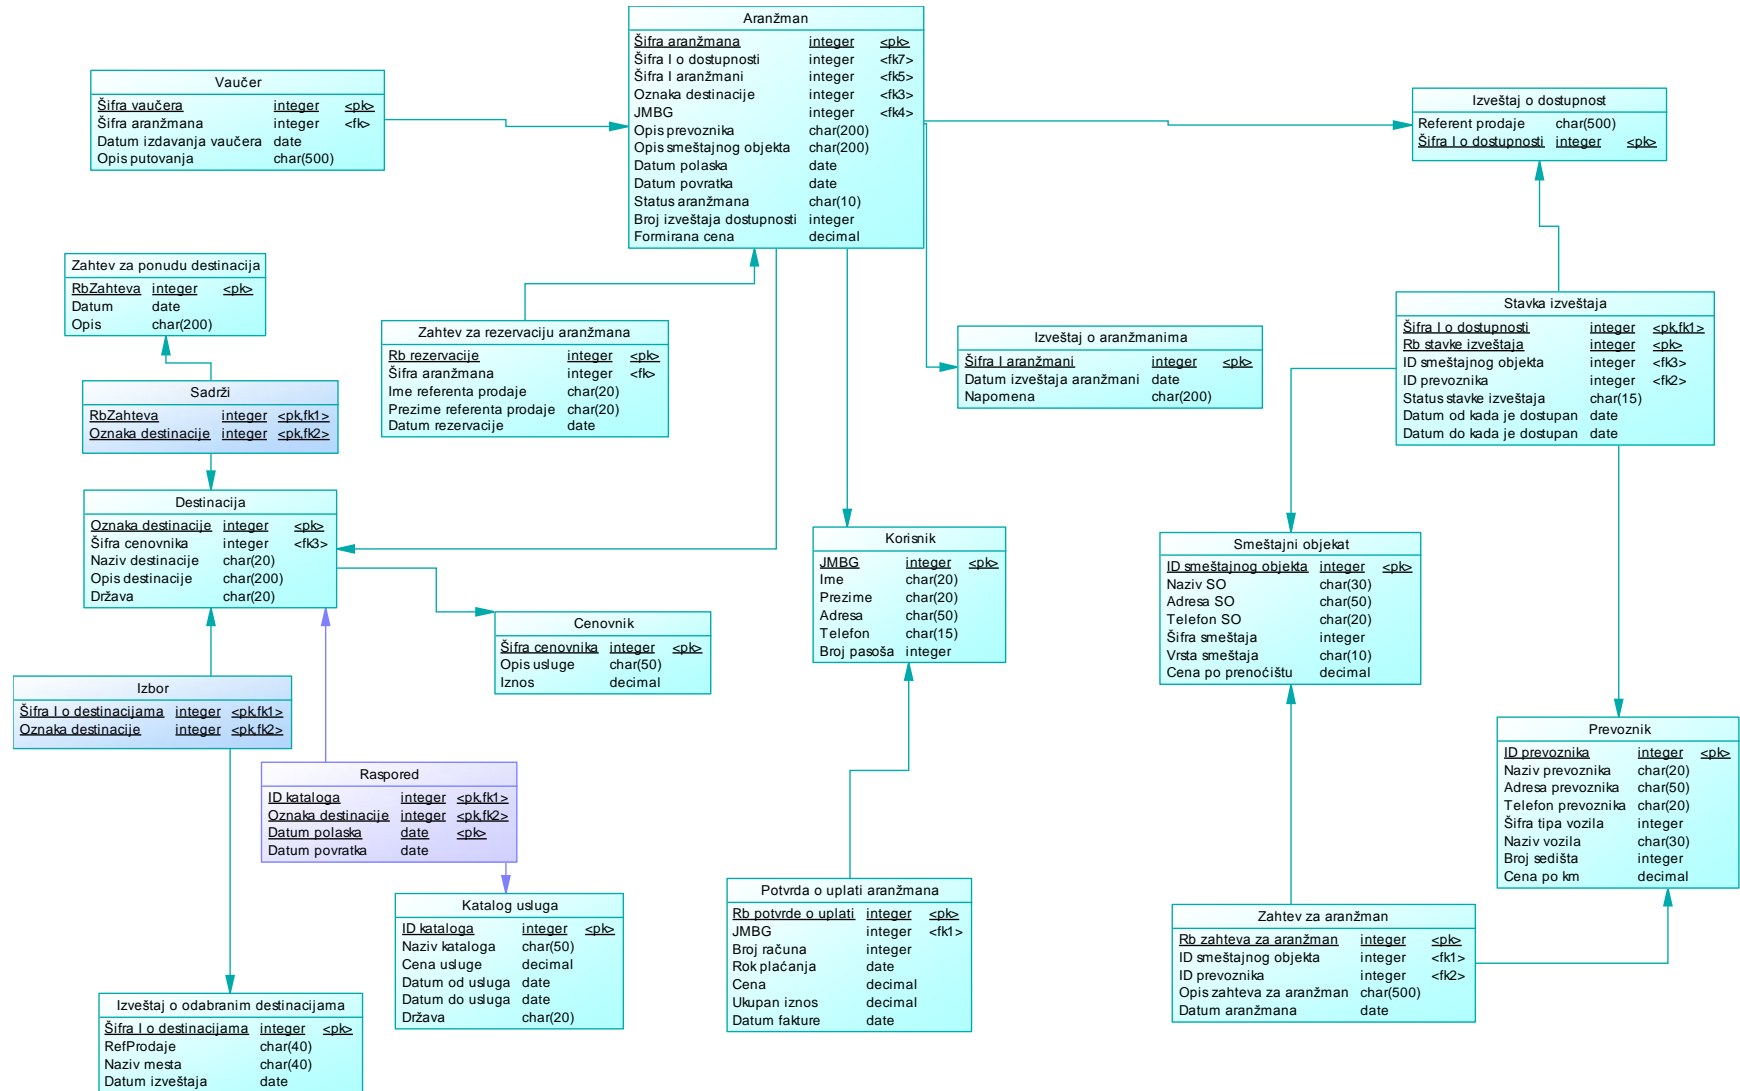 Aranžman
Šifra aranžmana integer <pk>
Šifra I o dostupnosti integer <fk7>
Šifra I aranžmani integer <fk5>
Oznaka destinacije integer <fk3>
JMBG integer <fk4>
Opis prevoznika char(200)
Opis smeštajnog objekta char(200)
Datum polaska date
Datum povratka date
Status aranžmana char(10)
Broj izveštaja dostupnosti integer
Formirana cena decimal
Vaučer
Šifra vaučera integer <pk>
Šifra aranžmana integer <fk>
Datum izdavanja vaučera date
Opis putovanja char(500)
Izveštaj o dostupnost
Referent prodaje char(500)
Šifra I o dostupnosti integer <pk>
Zahtev za ponudu destinacija
RbZahteva integer <pk>
Datum date
Opis char(200)
Zahtev za rezervaciju aranžmana
Rb rezervacije integer <pk>
Šifra aranžmana integer <fk>
Ime referenta prodaje char(20)
Prezime referenta prodaje char(20)
Datum rezervacije date
Izveštaj o aranžmanima
Šifra I aranžmani integer <pk>
Datum izveštaja aranžmani date
Napomena char(200)
Stavka izveštaja
Šifra I o dostupnosti integer <pk,fk1>
Rb stavke izveštaja integer <pk>
ID smeštajnog objekta integer <fk3>
ID prevoznika integer <fk2>
Status stavke izveštaja char(15)
Datum od kada je dostupan date
Datum do kada je dostupan date
Sadrži
RbZahteva integer <pk,fk1>
Oznaka destinacije integer <pk,fk2>
Destinacija
Oznaka destinacije integer <pk>
Šifra cenovnika integer <fk3>
Naziv destinacije char(20)
Opis destinacije char(200)
Država char(20)
Korisnik
JMBG integer <pk>
Ime char(20)
Prezime char(20)
Adresa char(50)
Telefon char(15)
Broj pasoša integer
Smeštajni objekat
ID smeštajnog objekta integer <pk>
Naziv SO char(30)
Adresa SO char(50)
Telefon SO char(20)
Šifra smeštaja integer
Vrsta smeštaja char(10)
Cena po prenoćištu decimal
Cenovnik
Šifra cenovnika integer <pk>
Opis usluge char(50)
Iznos decimal
Izbor
Šifra I o destinacijama integer <pk,fk1>
Oznaka destinacije integer <pk,fk2>
Prevoznik
ID prevoznika integer <pk>
Naziv prevoznika char(20)
Adresa prevoznika char(50)
Telefon prevoznika char(20)
Šifra tipa vozila integer
Naziv vozila char(30)
Broj sedišta integer
Cena po km decimal
Raspored
ID kataloga integer <pk,fk1>
Oznaka destinacije integer <pk,fk2>
Datum polaska date <pk>
Datum povratka date
Katalog usluga
ID kataloga integer <pk>
Naziv kataloga char(50)
Cena usluge decimal
Datum od usluga date
Datum do usluga date
Država char(20)
Potvrda o uplati aranžmana
Rb potvrde o uplati integer <pk>
JMBG integer <fk1>
Broj računa integer
Rok plaćanja date
Cena decimal
Ukupan iznos decimal
Datum fakture date
Zahtev za aranžman
Rb zahteva za aranžman integer <pk>
ID smeštajnog objekta integer <fk1>
ID prevoznika integer <fk2>
Opis zahteva za aranžman char(500)
Datum aranžmana date
Izveštaj o odabranim destinacijama
Šifra I o destinacijama integer <pk>
RefProdaje char(40)
Naziv mesta char(40)
Datum izveštaja date